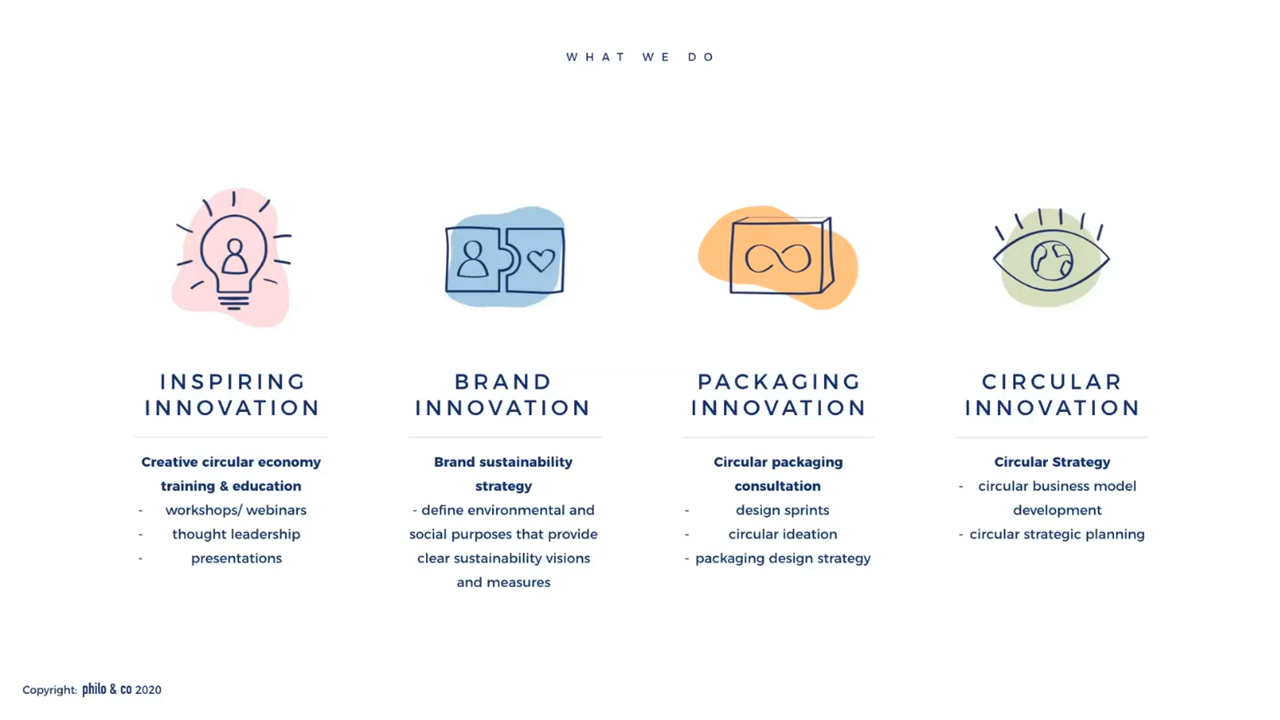 WHAT WE DO
INSPIRING
INNOVATION
Creative circular economy
training & education
- workshops/ webinars
- thought leadership
- presentations
BRAND
INNOVATION
Brand sustainability
strategy
- define environmental and
social purposes that provide
clear sustainability visions
and measures
PACKAGING
INNOVATION
Circular packaging
consultation
- design sprints
- circular ideation
- packaging design strategy
CIRCULAR
INNOVATION
Circular Strategy
- circular business model
development
- circular strategic planning
Copyright: philo & co 2020